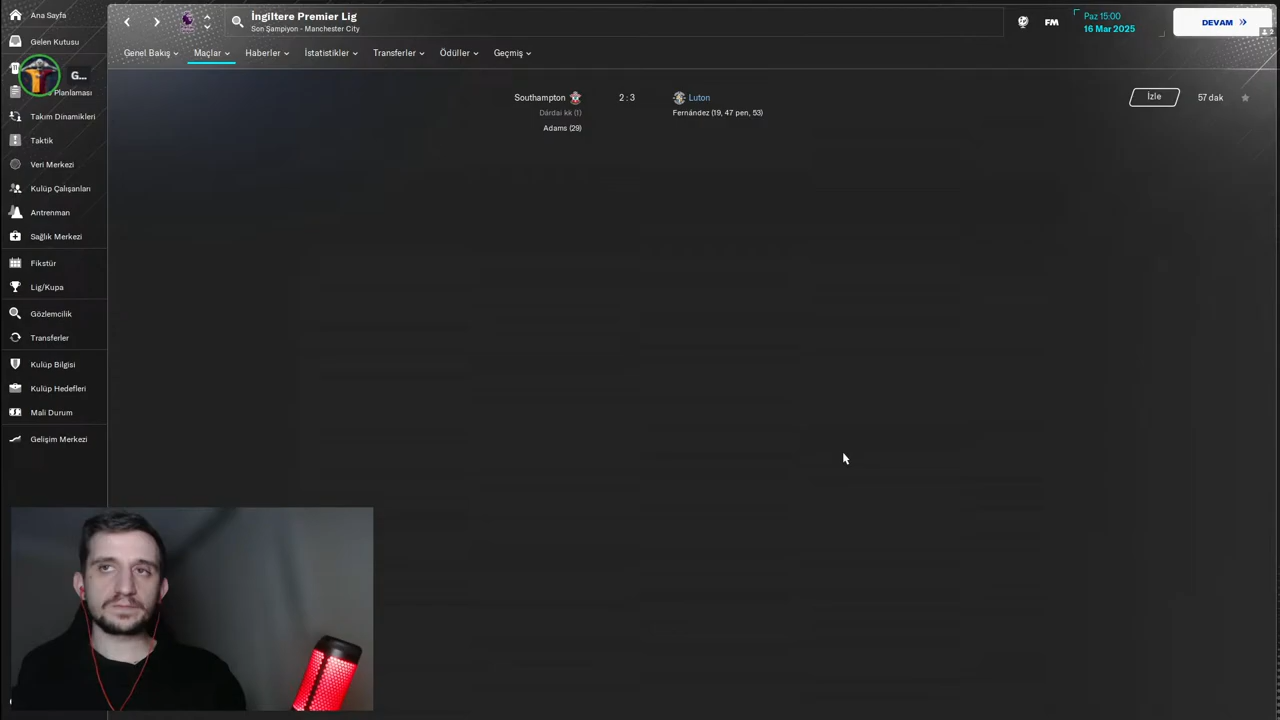 Ana Sayfa
İngiltere Premier Lig
Son Şampiyon - Manchester City
FM
Paz 15:00
16 Mar 2025
DEVAM
2
Gelen Kutusu
Genel Bakış
Maçlar
Haberler
İstatistikler
Transferler
Ödüller
Geçmiş
G...
Planlaması
Takım Dinamikleri
Taktik
Veri Merkezi
Kulüp Çalışanları
Antrenman
Sağlık Merkezi
Fikstür
Lig/Kupa
Gözlemcilik
Transferler
Kulüp Bilgisi
Kulüp Hedefleri
Mali Durum
Gelişim Merkezi
Southampton 2 : 3 Luton
Dárdai kk (1) Fernández (19, 47 pen, 53)
Adams (29)
İzle
57 dak